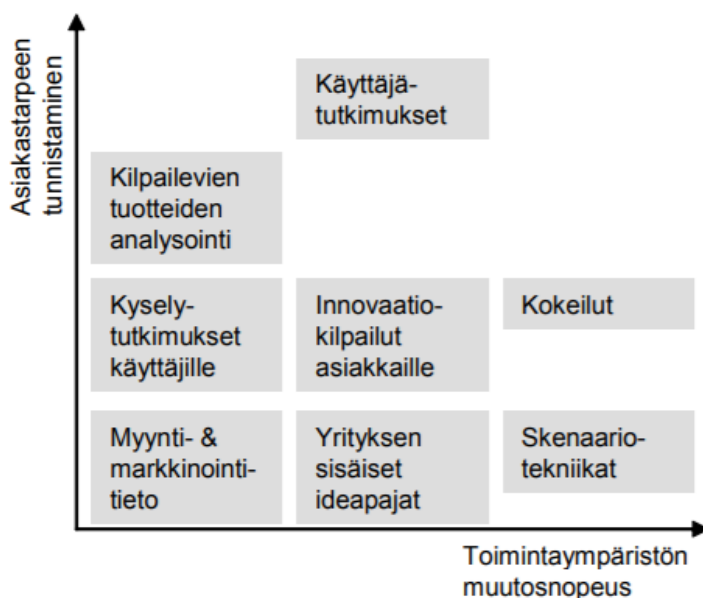 Asiakastarpeen
tunnistaminen
Käyttäjä-
tutkimukset
Kilpailevien
tuotteiden
analysointi
Kysely-
tutkimukset
käyttäjille
Innovaatio-
kilpailut
asiakkaille
Kokeilut
Myynti- &
markkinointi-
tieto
Yrityksen
sisäiset
ideapajat
Skenaario-
tekniikat
Toimintaympäristön
muutosnopeus